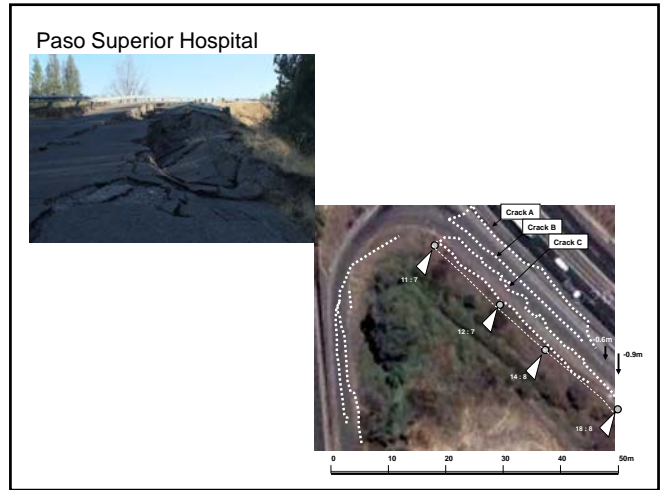 Paso Superior Hospital
Crack A
Crack B
Crack C
11 : 7
12 : 7
14 : 8
18 : 8
-0.6m
-0.9m
0 10 20 30 40 50m